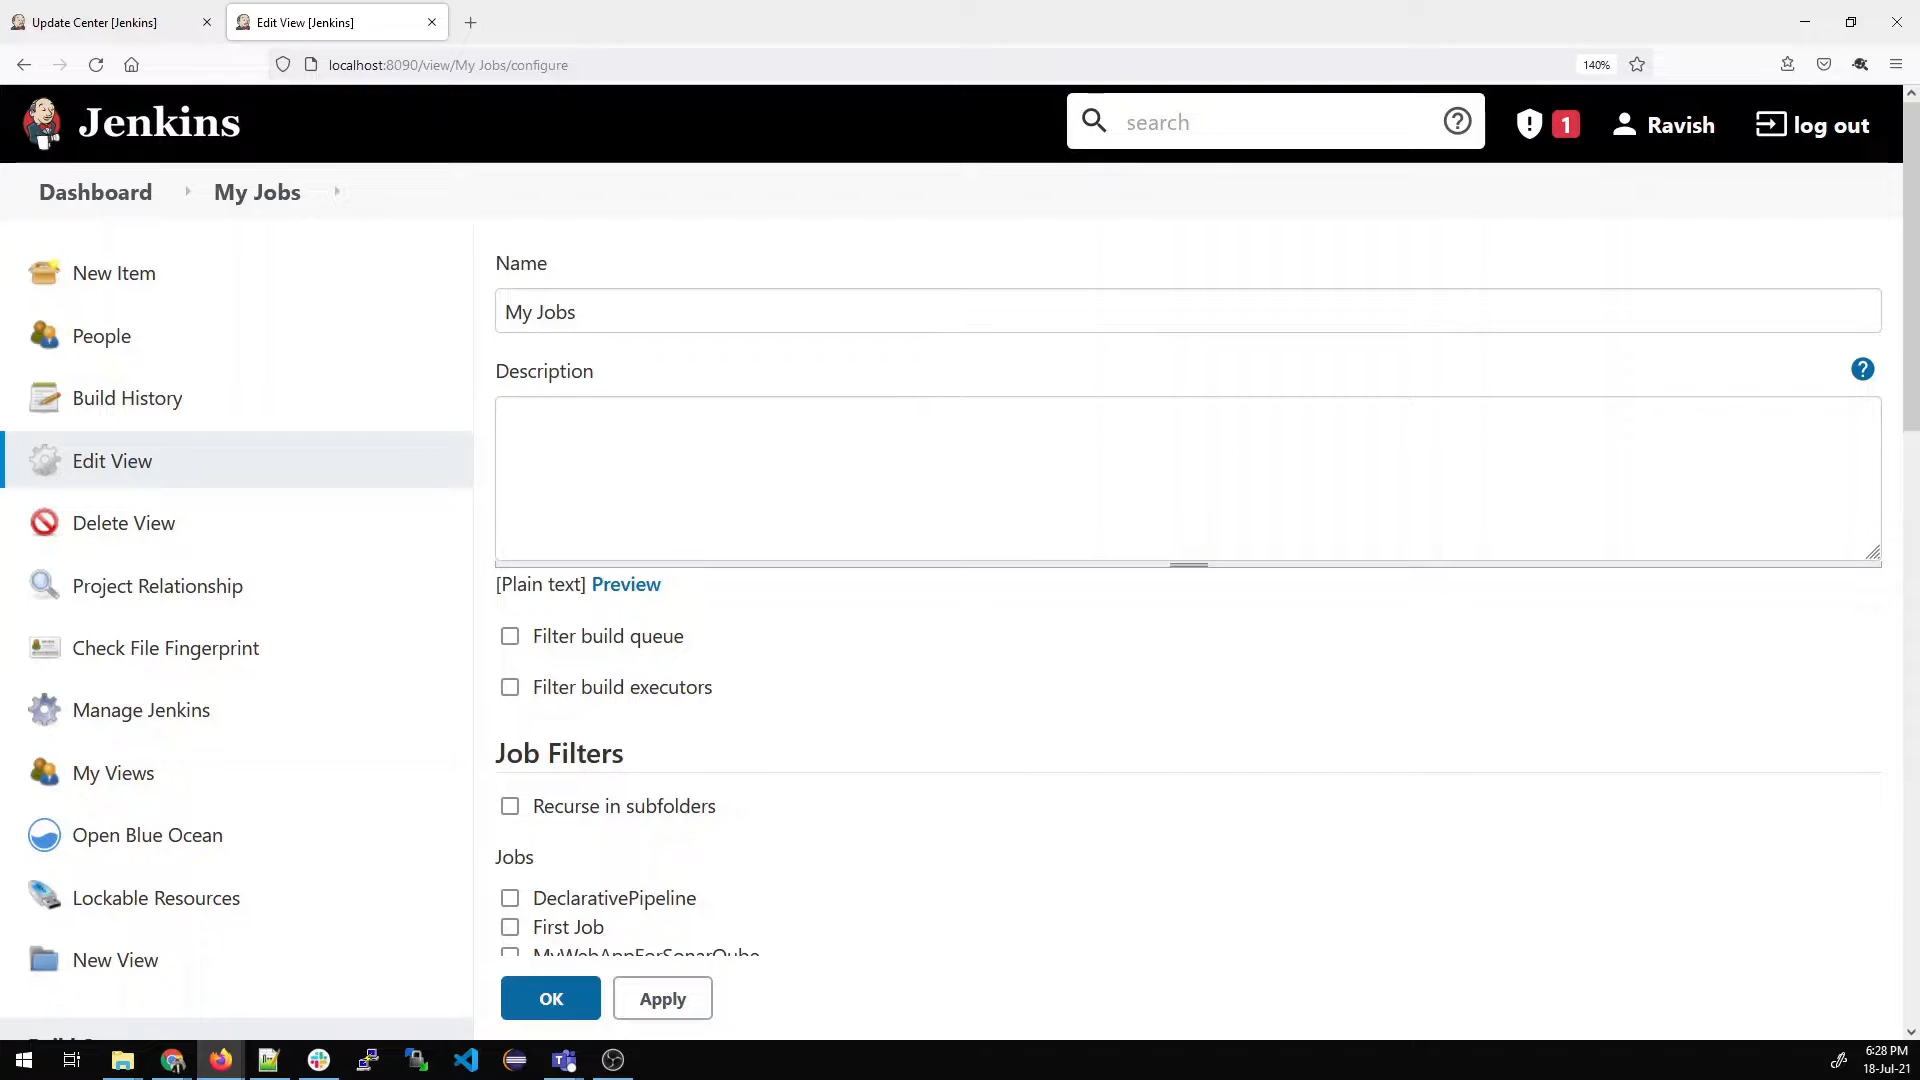 Update Center [Jenkins]
Edit View [Jenkins]
localhost:8090/view/My Jobs/configure
140%
Jenkins
search
1
Ravish
log out
Dashboard
My Jobs
New Item
People
Build History
Edit View
Delete View
Project Relationship
Check File Fingerprint
Manage Jenkins
My Views
Open Blue Ocean
Lockable Resources
New View
Name
My Jobs
Description
?
[Plain text] Preview
Filter build queue
Filter build executors
Job Filters
Recurse in subfolders
Jobs
DeclarativePipeline
First Job
MyWebAppForSonarQube
OK
Apply
6:28 PM
18-Jul-21